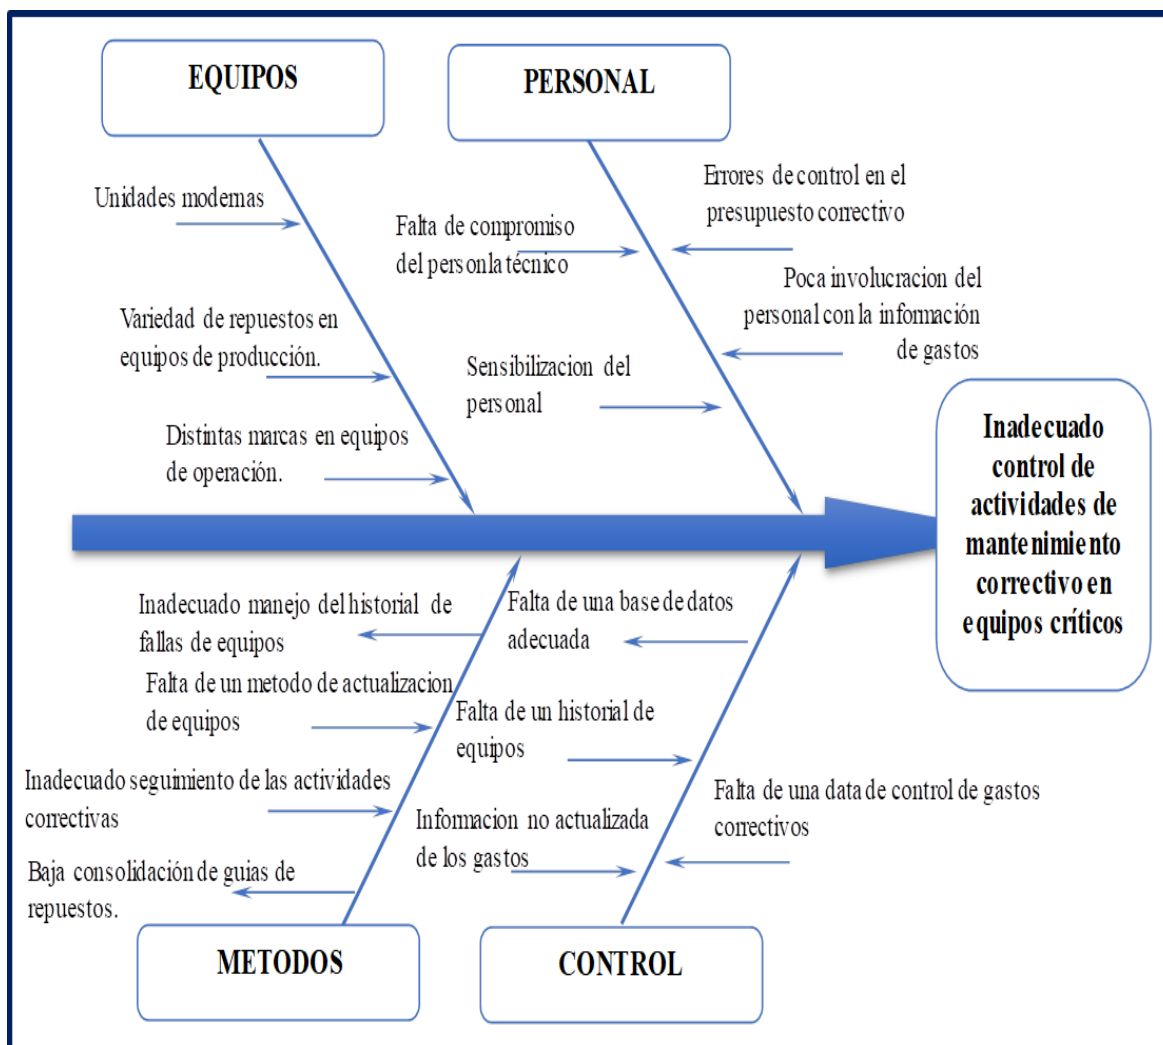 EQUIPOS
PERSONAL
Unidades modernas
Variedad de repuestos en
equipos de producción.
Distintas marcas en equipos
de operación.
Falta de compromiso
del personla técnico
Errores de control en el
presupuesto correctivo
Poca involucracion del
personal con la información
de gastos
Sensibilizacion del
personal
Inadecuado
control de
actividades de
mantenimiento
correctivo en
equipos críticos
Inadecuado manejo del historial de
fallas de equipos
Falta de un metodo de actualizacion
de equipos
Inadecuado seguimiento de las actividades
correctivas
Baja consolidación de guias de
repuestos.
Falta de una base de datos
adecuada
Falta de un historial de
equipos
Informacion no actualizada
de los gastos
Falta de una data de control de gastos
correctivos
METODOS
CONTROL